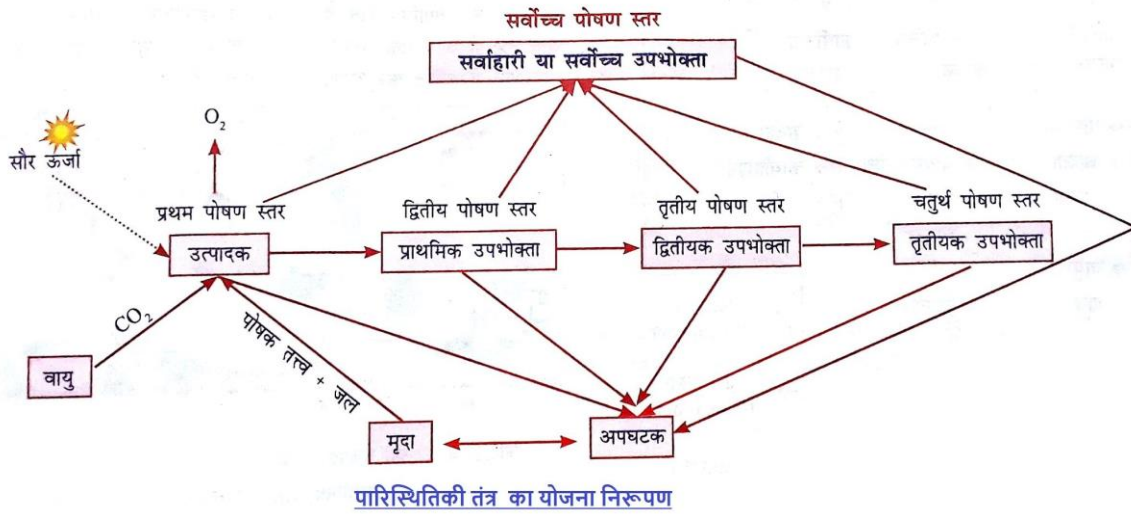 सर्वोच्च पोषण स्तर
सर्वाहारी या सर्वोच्च उपभोक्ता
O₂
सौर ऊर्जा
प्रथम पोषण स्तर
द्वितीय पोषण स्तर
तृतीय पोषण स्तर
चतुर्थ पोषण स्तर
उत्पादक
प्राथमिक उपभोक्ता
द्वितीयक उपभोक्ता
तृतीयक उपभोक्ता
CO₂
पोषक तत्त्व + जल
वायु
मृदा
अपघटक
पारिस्थितिकी तंत्र का योजना निरूपण